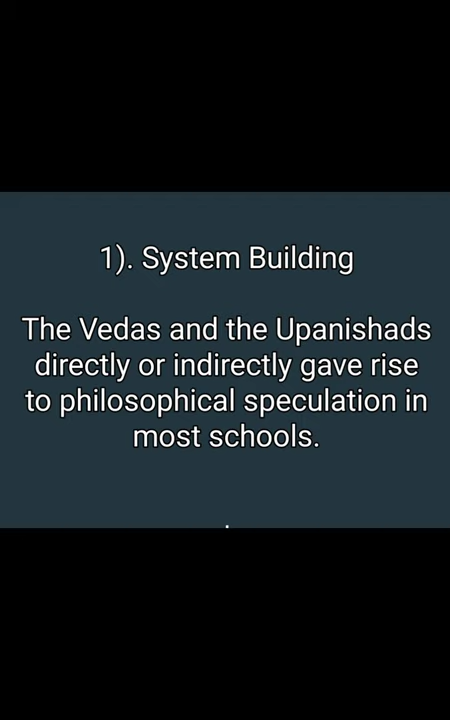 1). System Building
The Vedas and the Upanishads
directly or indirectly gave rise
to philosophical speculation in
most schools.
.